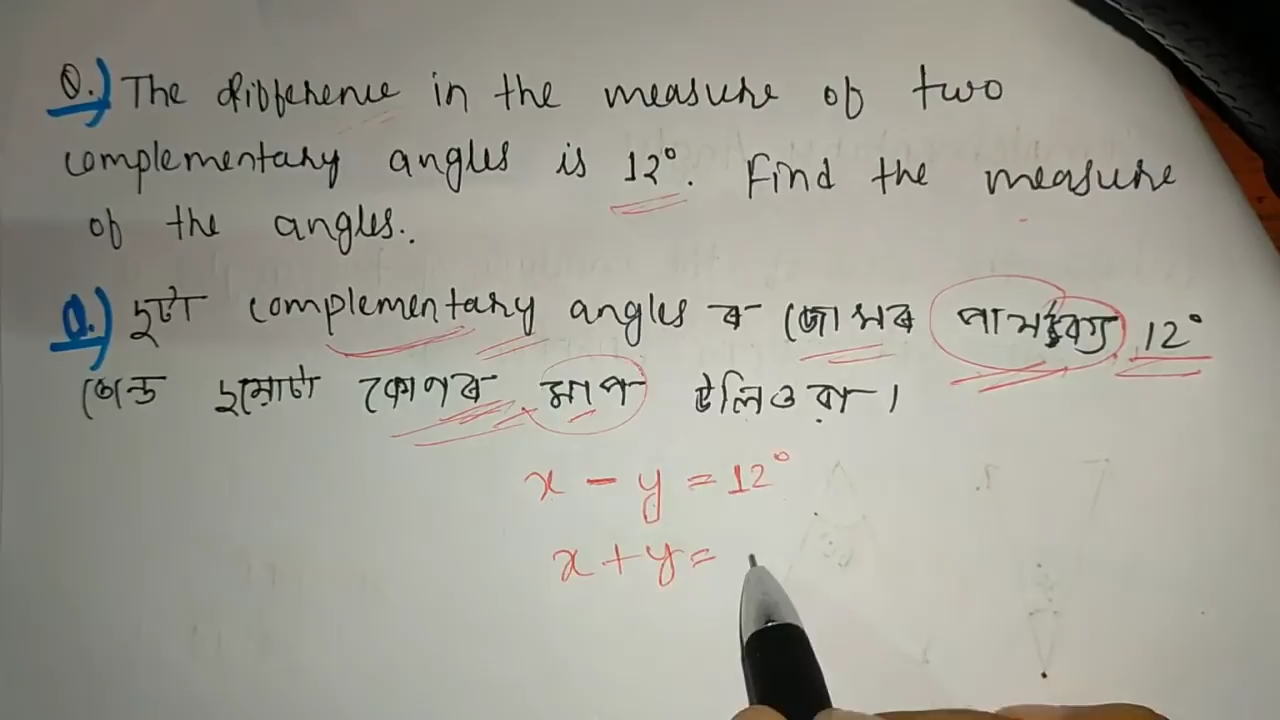 Q.) The difference in the measure of two
complementary angles is 12°. Find the measure
of the angles.
Q.) দুটা complementary angles ৰ জোখৰ পাৰ্থক্য 12°
কোণৰ মাপ উলিওৱা।
x - y = 12°
x + y =